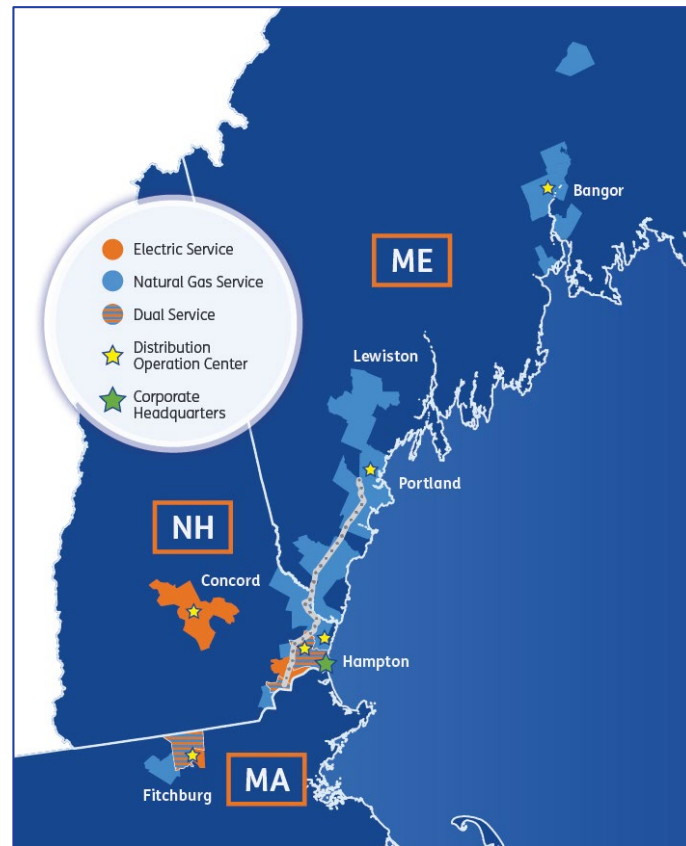 Bangor
ME
Electric Service
Natural Gas Service
Dual Service
Distribution
Operation Center
Corporate
Headquarters
Lewiston
Portland
NH
Concord
Hampton
MA
Fitchburg